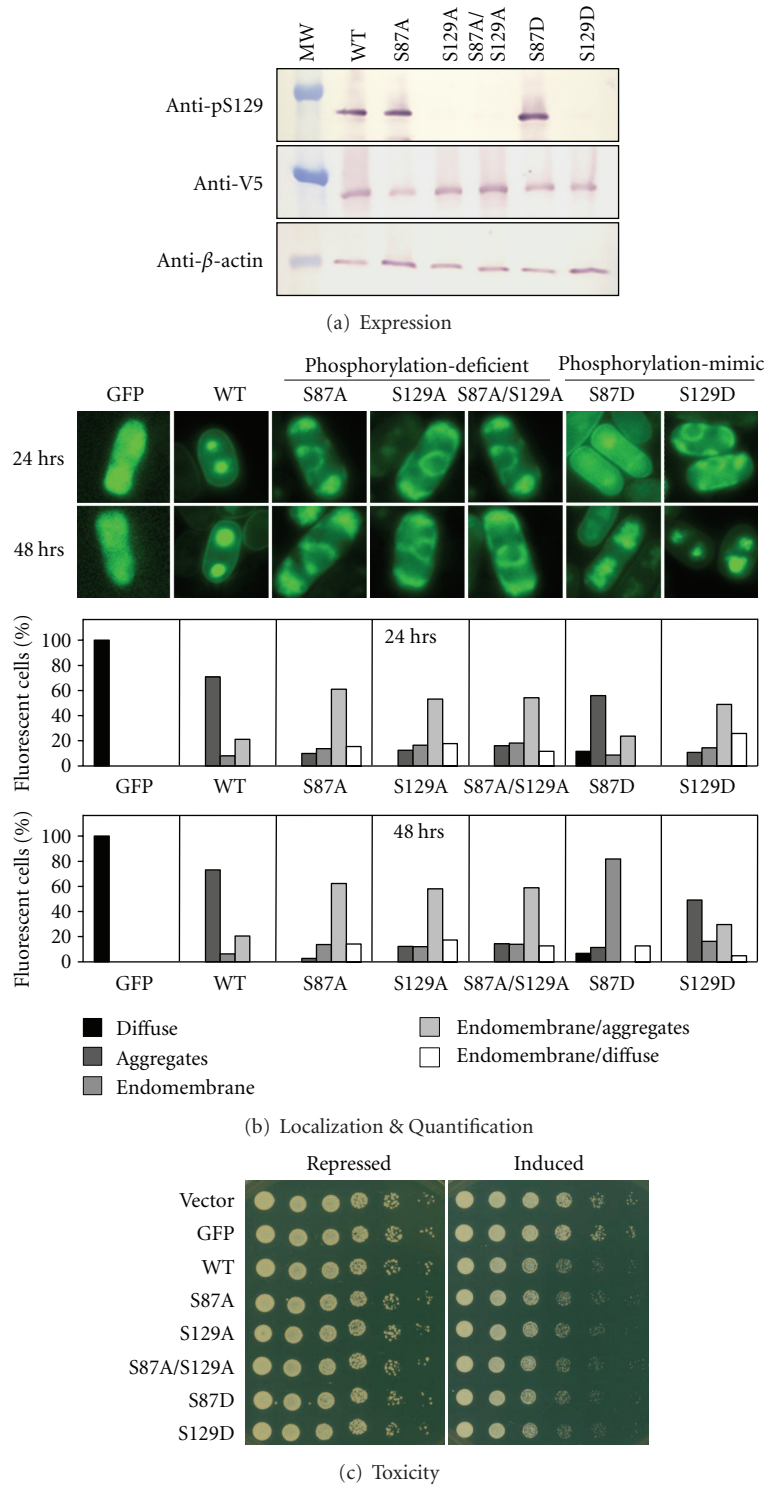 MW
WT
S87A
S129A
S87A/
S129A
S87D
S129D
Anti-pS129
Anti-V5
Anti-β-actin
(a) Expression
Phosphorylation-deficient
Phosphorylation-mimic
GFP WT S87A S129A S87A/S129A S87D S129D
24 hrs
48 hrs
Fluorescent cells (%)
100
80
60
40
20
0
24 hrs
GFP WT S87A S129A S87A/S129A S87D S129D
Fluorescent cells (%)
100
80
60
40
20
0
48 hrs
GFP WT S87A S129A S87A/S129A S87D S129D
Diffuse
Aggregates
Endomembrane
Endomembrane/aggregates
Endomembrane/diffuse
(b) Localization & Quantification
Repressed Induced
Vector
GFP
WT
S87A
S129A
S87A/S129A
S87D
S129D
(c) Toxicity